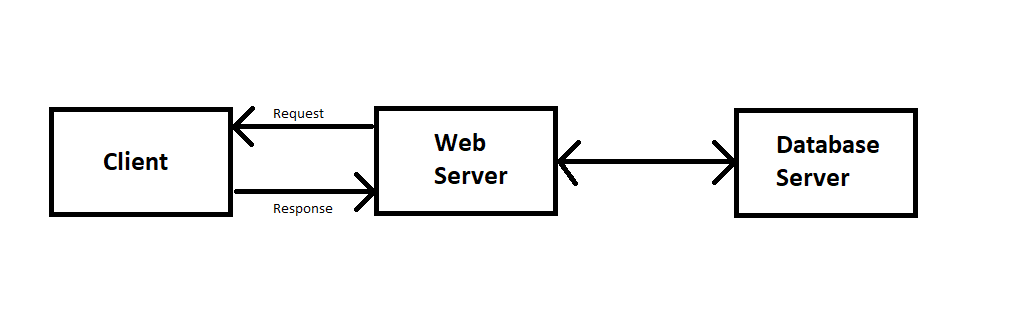 Request
Client
Web
Server
Database
Server
Response